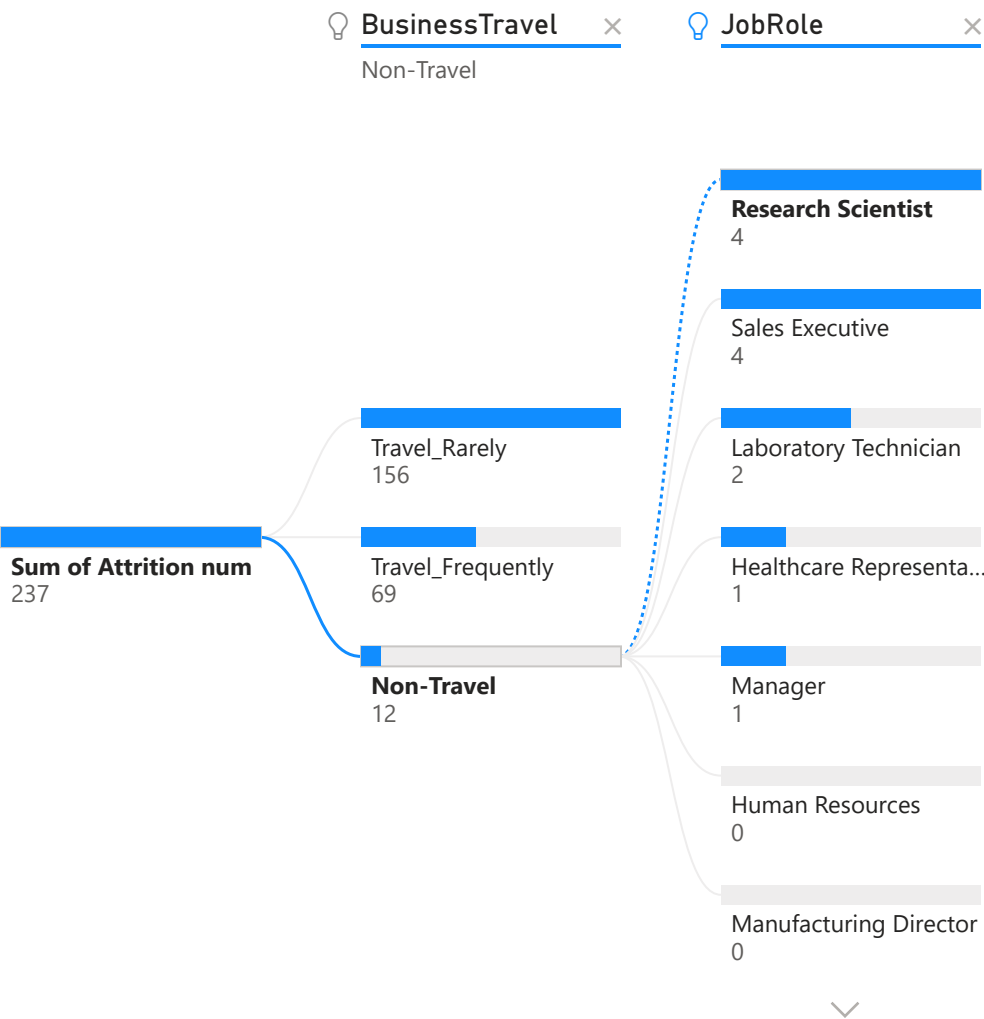 BusinessTravel
Non-Travel
JobRole
Sum of Attrition num
237
Travel_Rarely
156
Travel_Frequently
69
Non-Travel
12
Research Scientist
4
Sales Executive
4
Laboratory Technician
2
Healthcare Representa...
1
Manager
1
Human Resources
0
Manufacturing Director
0